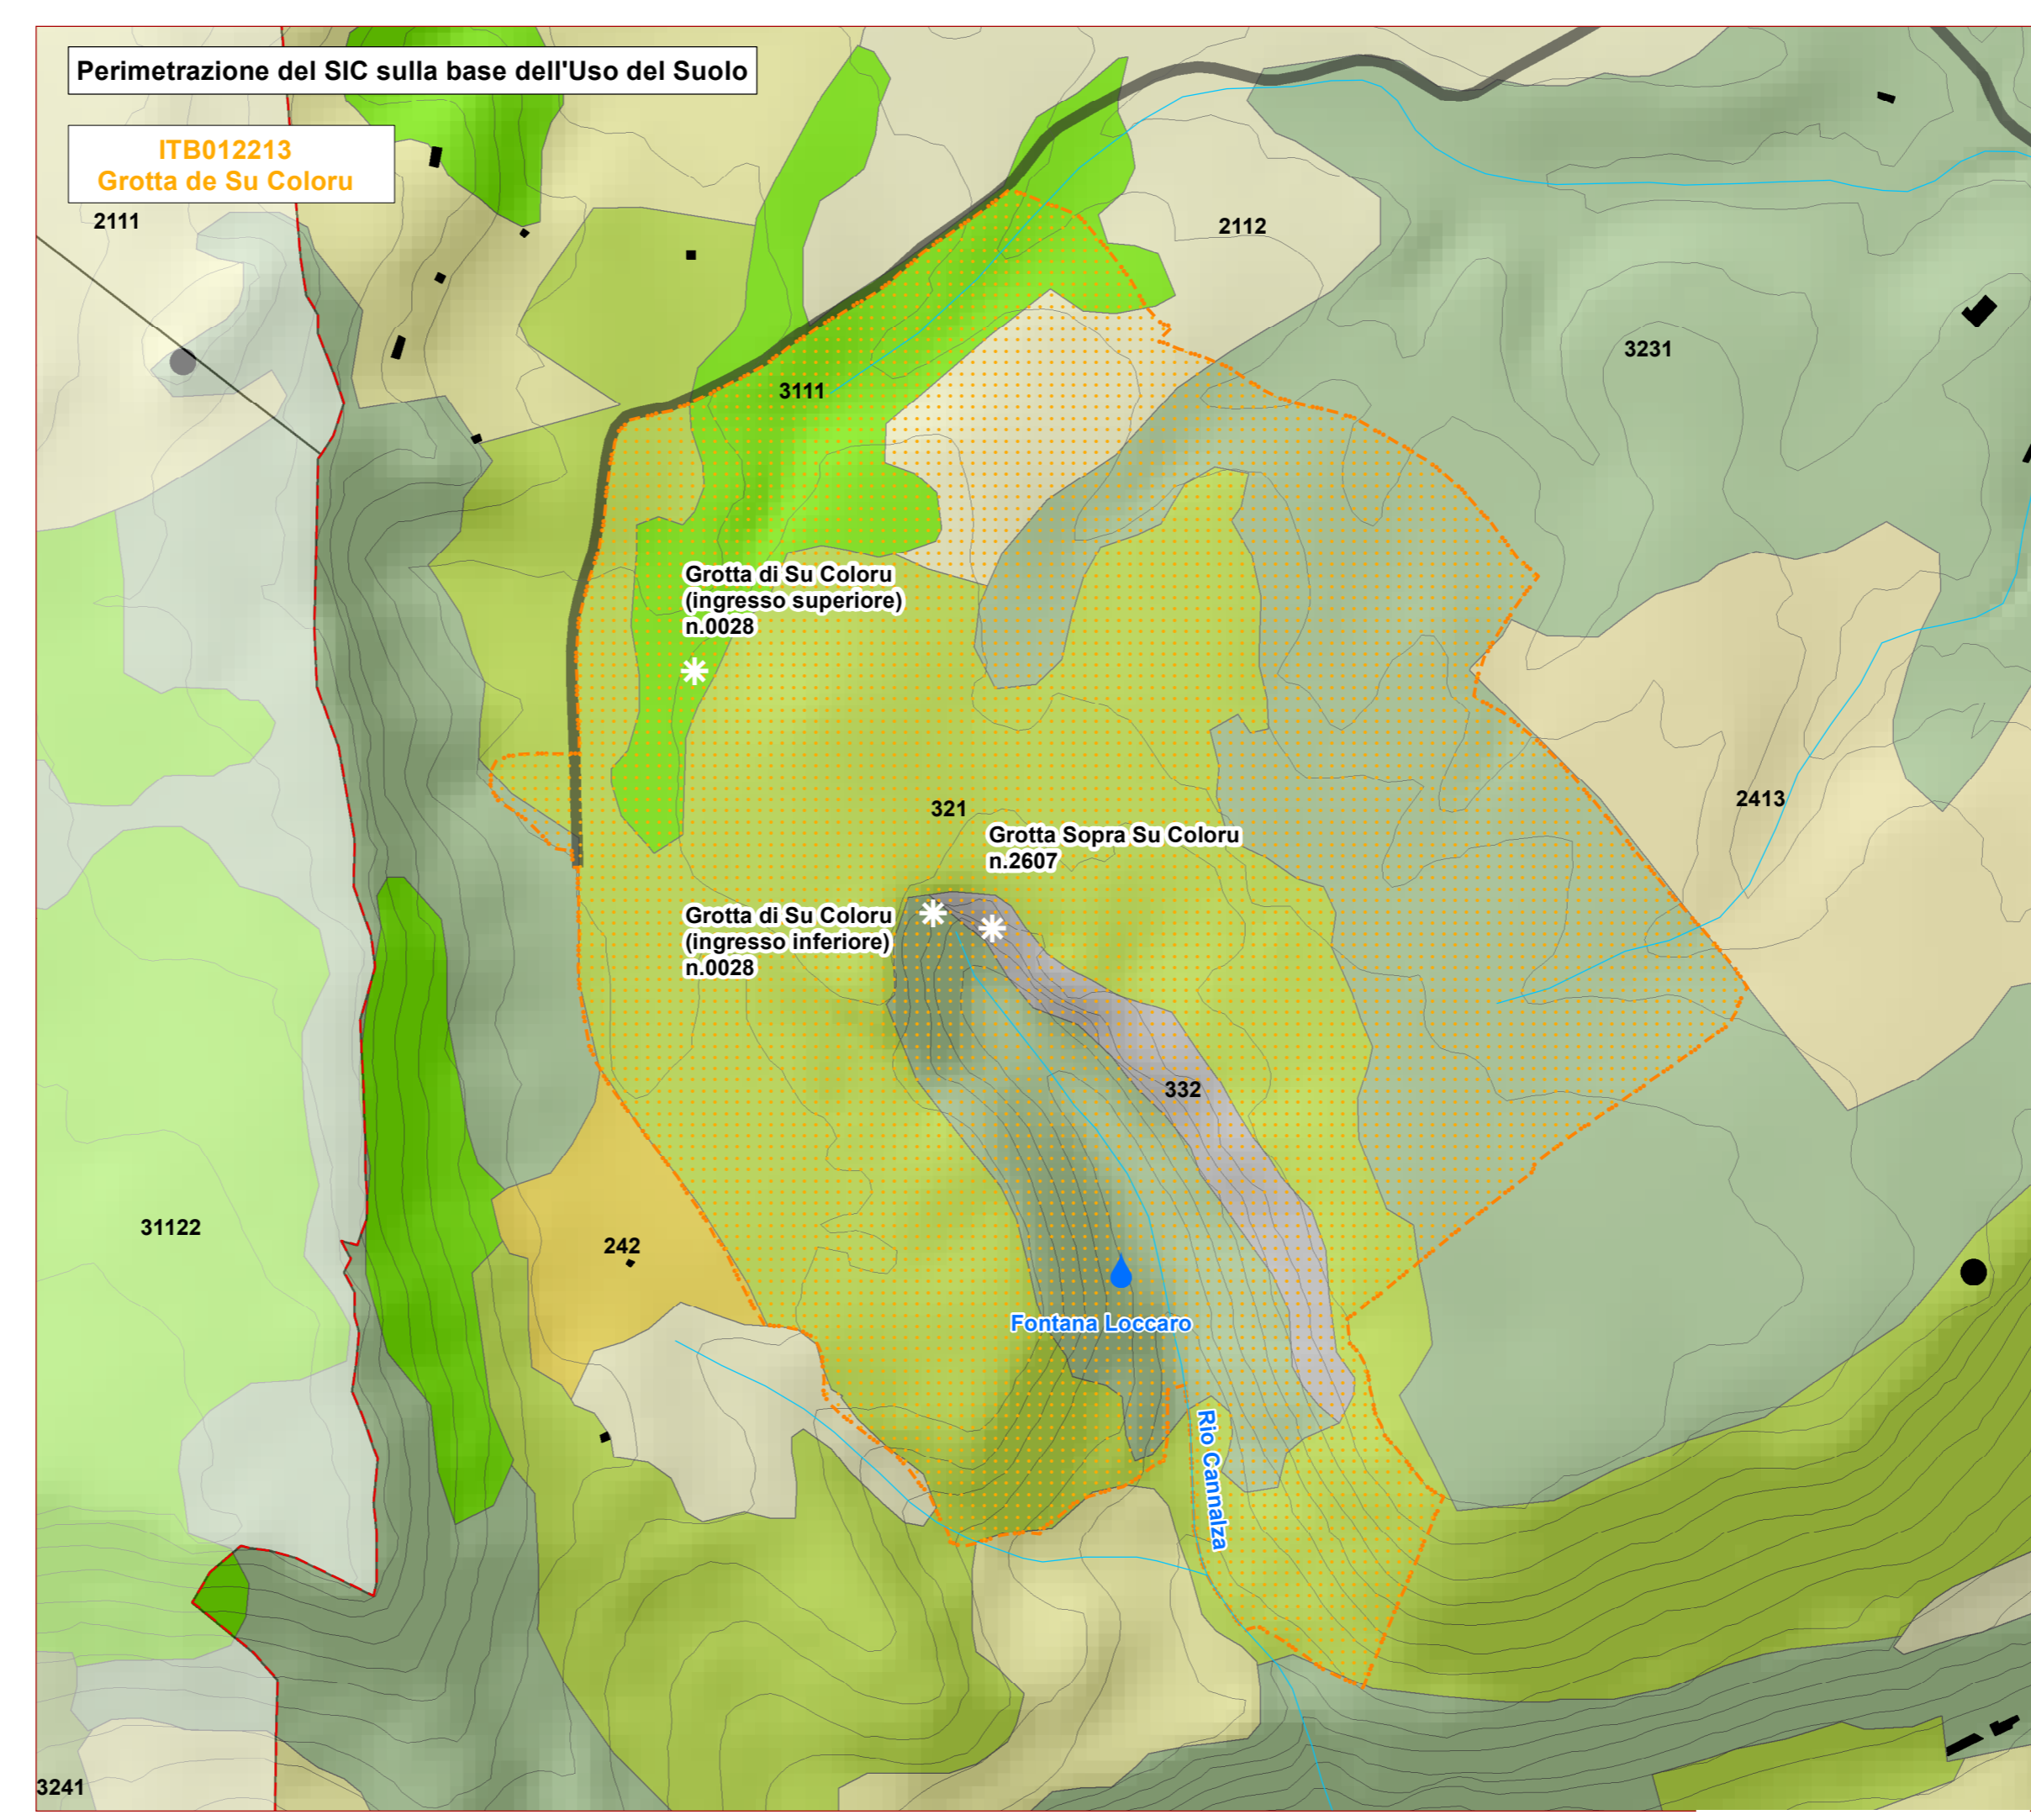 Perimetrazione del SIC sulla base dell'Uso del Suolo
ITB012213
Grotta de Su Coloru
2111
2112
3231
3111
Grotta di Su Coloru
(ingresso superiore)
n.0028
321
2413
Grotta Sopra Su Coloru
n.2607
Grotta di Su Coloru
(ingresso inferiore)
n.0028
332
31122
242
Fontana Loccaro
Rio Cannalza
3241